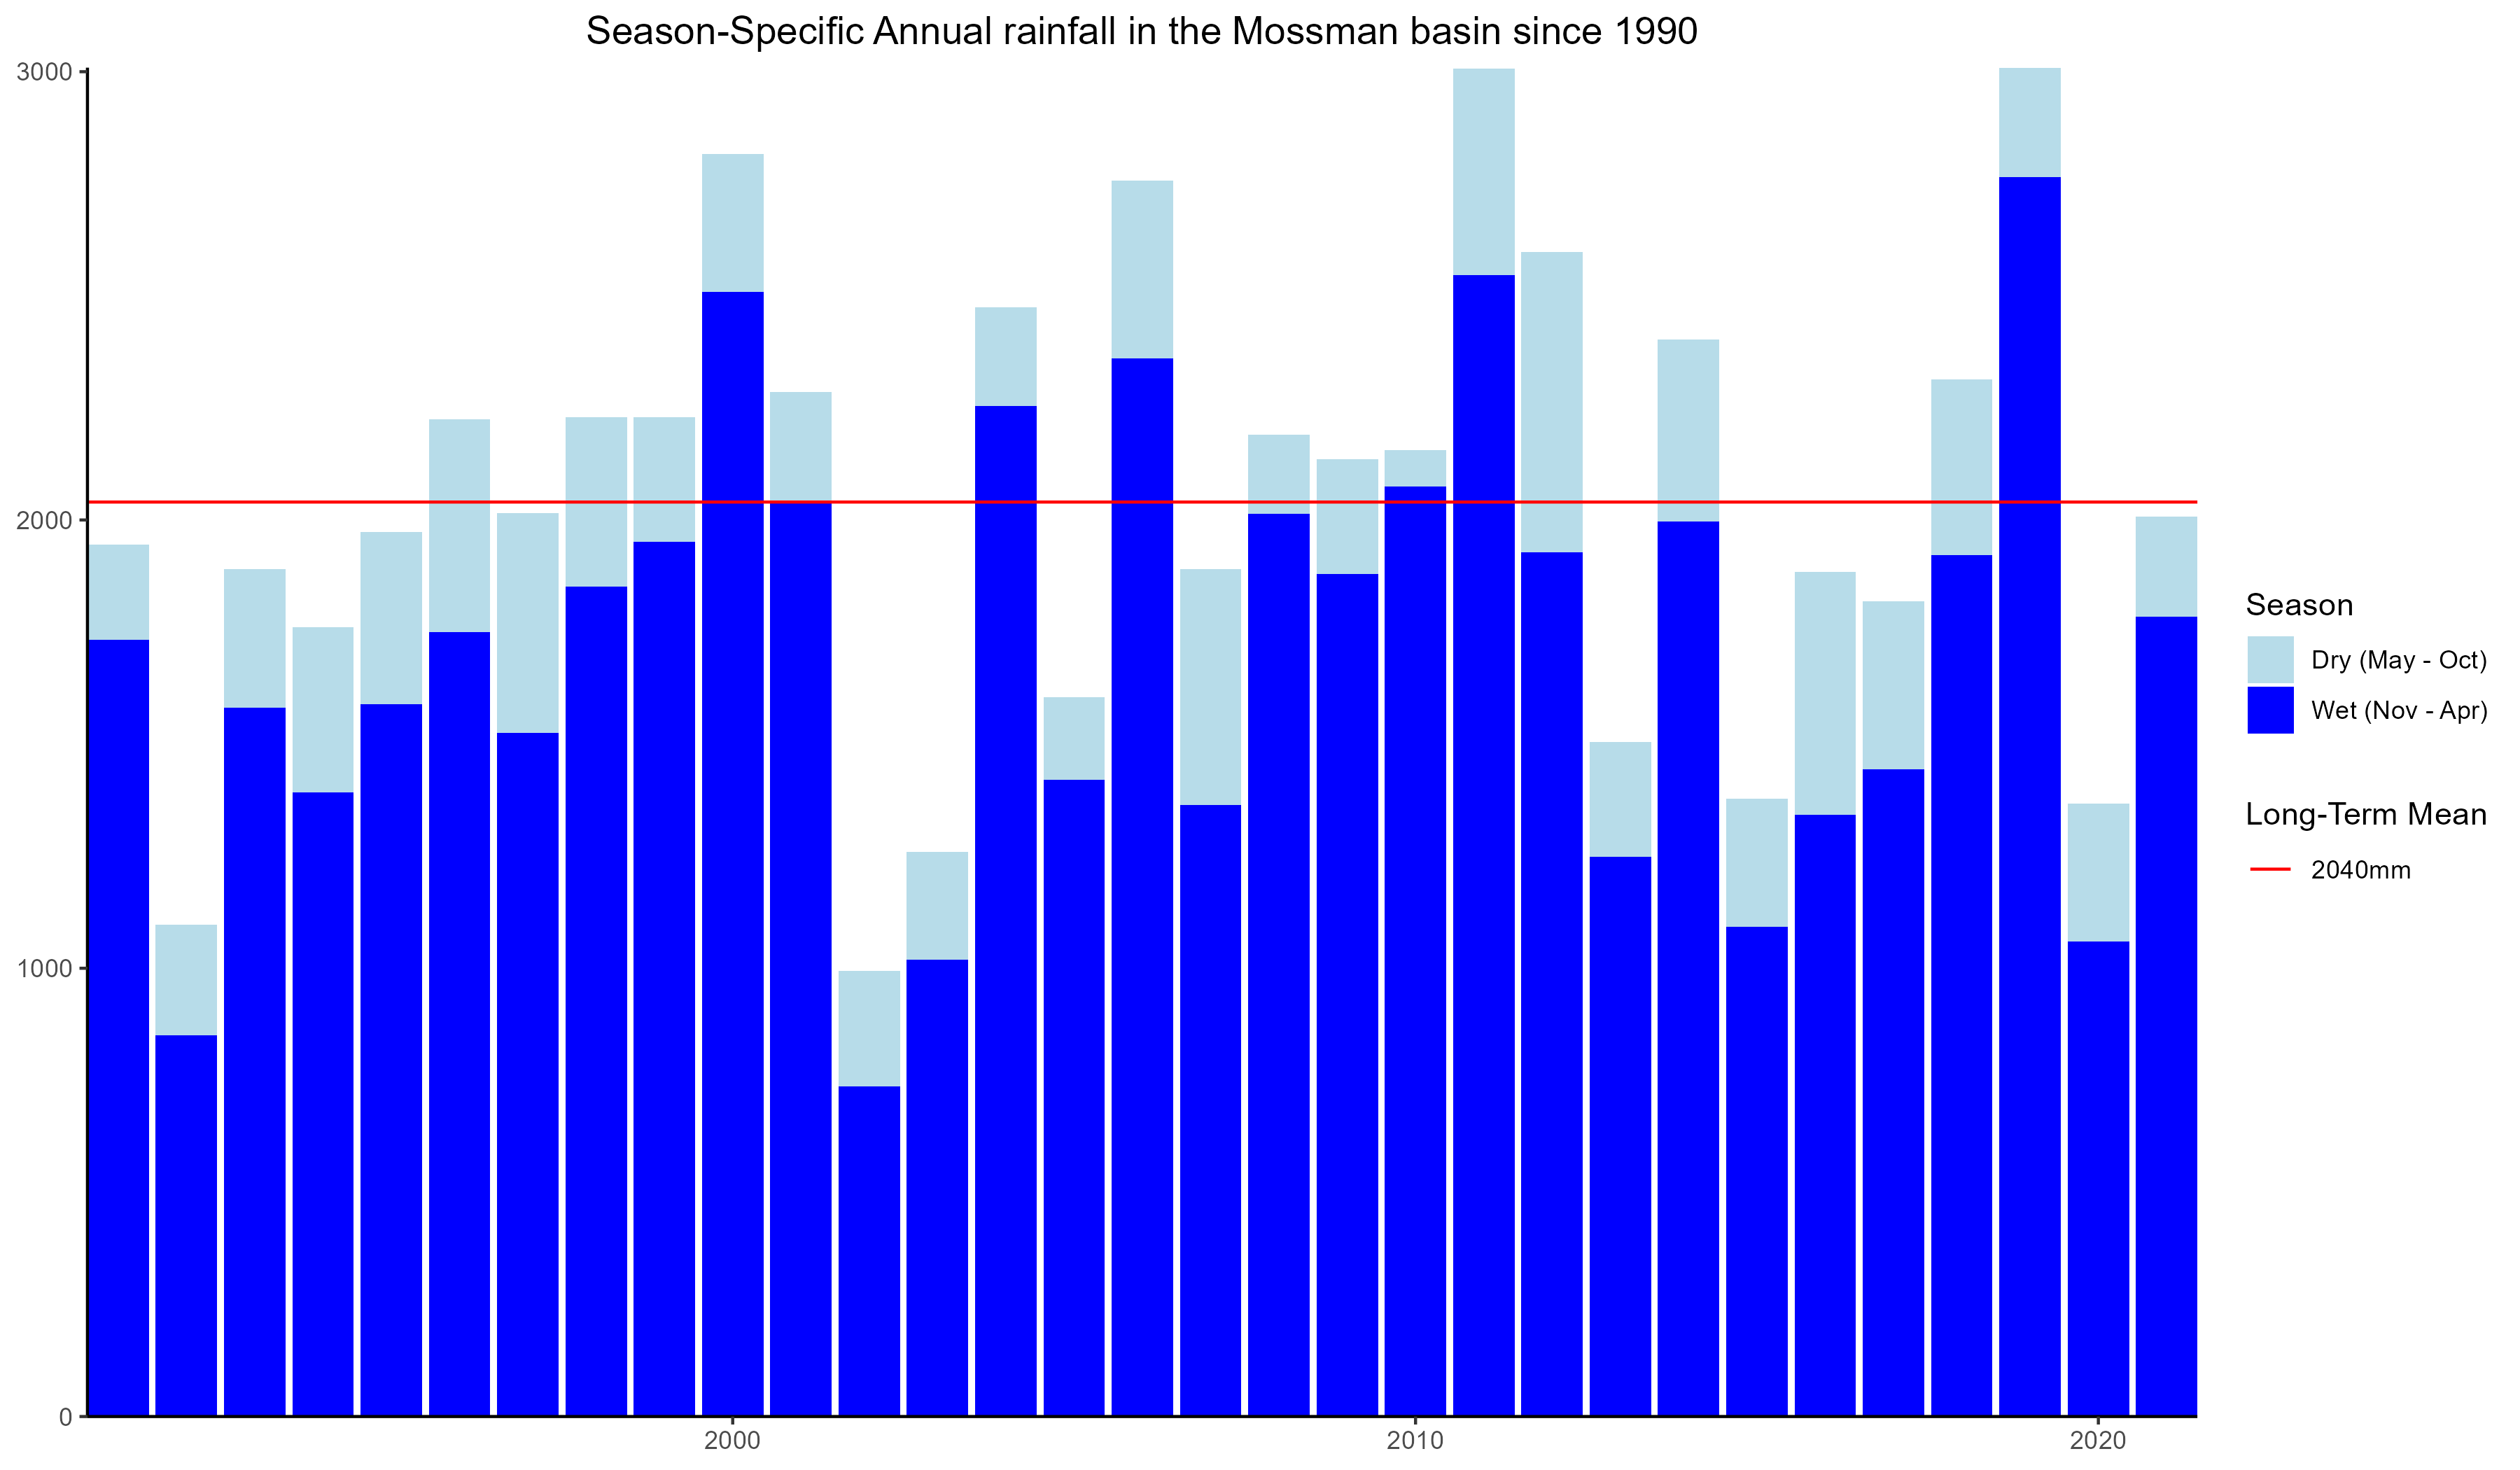 Season-Specific Annual rainfall in the Mossman basin since 1990
3000
2000
1000
0
2000
2010
2020
Season
Dry (May - Oct)
Wet (Nov - Apr)
Long-Term Mean
2040mm